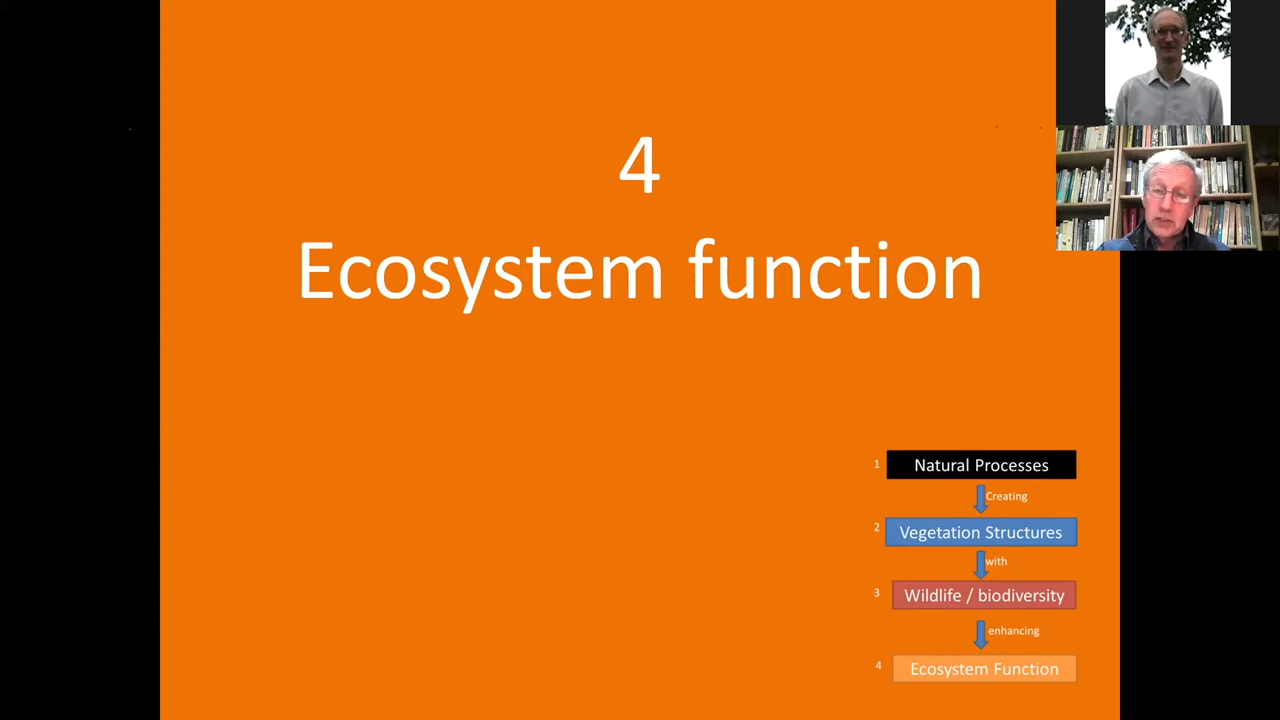 4
Ecosystem function
1 Natural Processes
Creating
2 Vegetation Structures
with
3 Wildlife / biodiversity
enhancing
4 Ecosystem Function